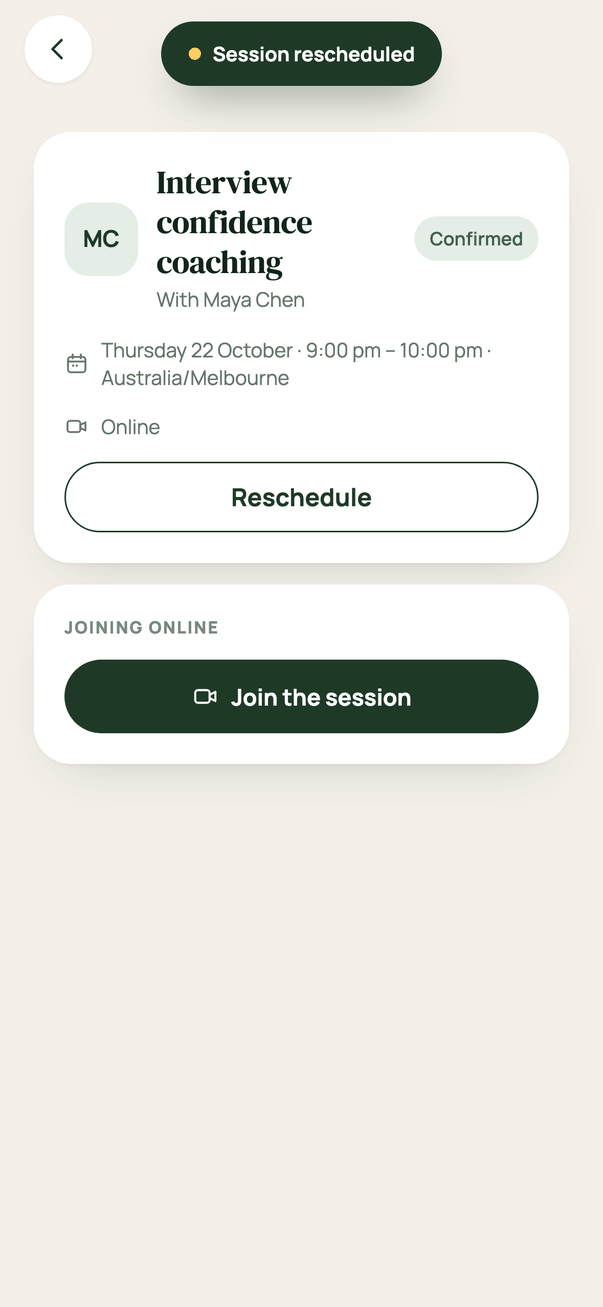 Session rescheduled
Interview
confidence
coaching
MC
Confirmed
With Maya Chen
Thursday 22 October · 9:00 pm – 10:00 pm ·
Australia/Melbourne
Online
Reschedule
JOINING ONLINE
Join the session